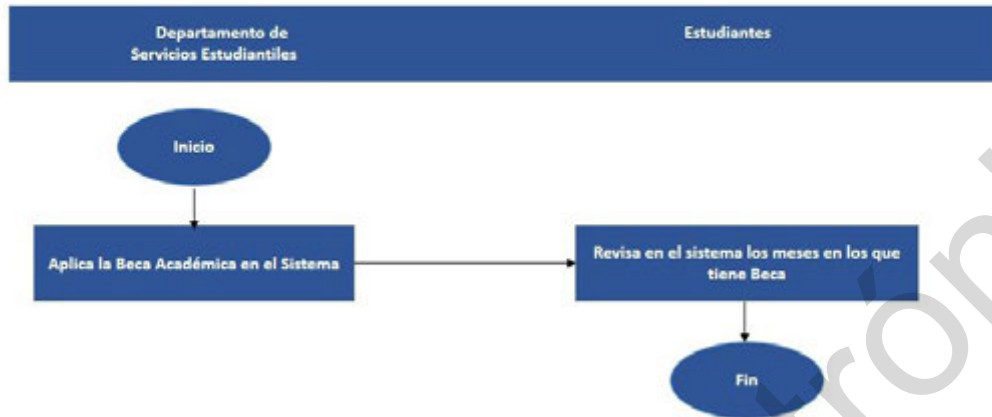 Departamento de
Servicios Estudiantiles
Estudiantes
Inicio
Aplica la Beca Académica en el Sistema
Revisa en el sistema los meses en los que
tiene Beca
Fin